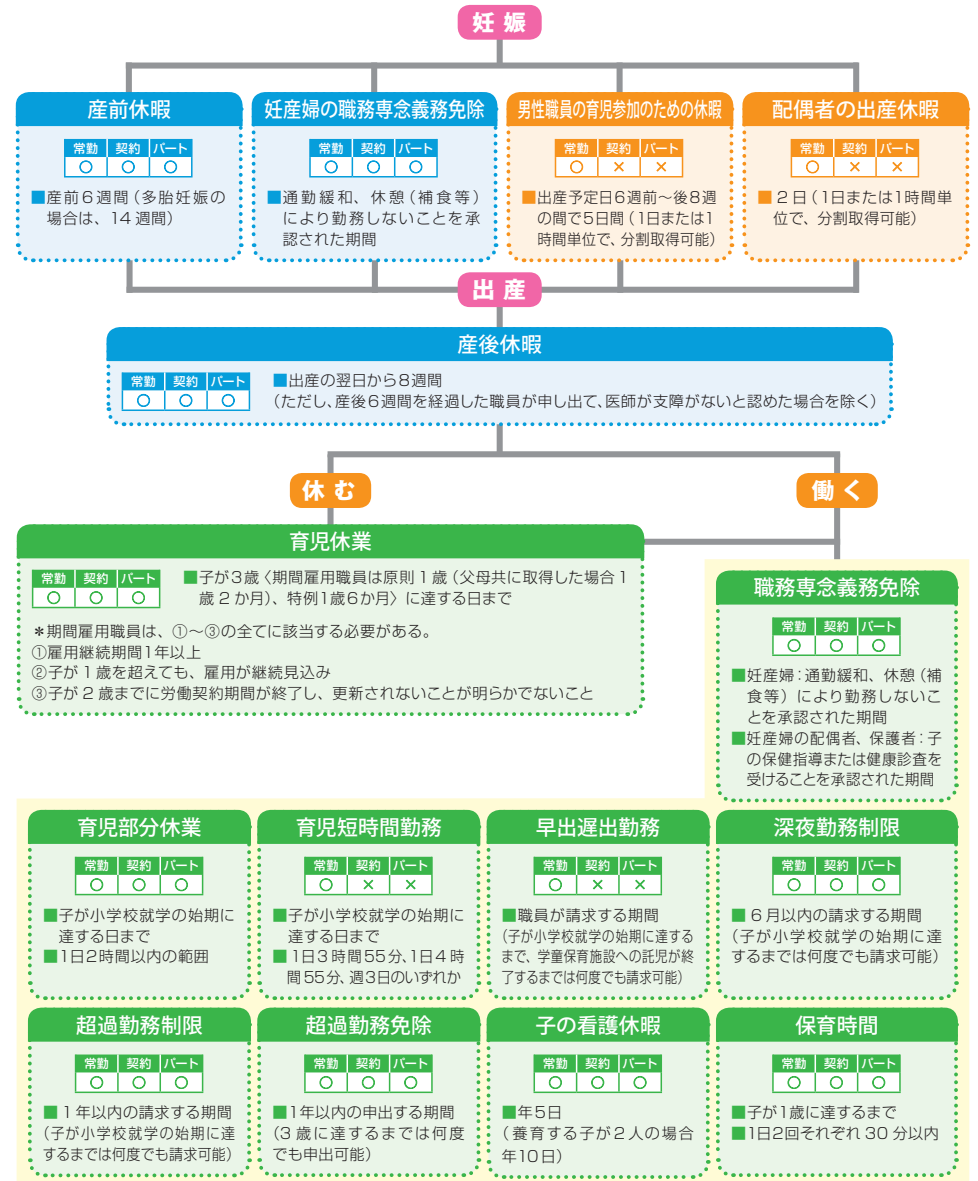 妊 娠
産前休暇
常勤 契約 パート
○ ○ ○
■産前6週間（多胎妊娠の
場合は、14週間）
妊産婦の職務専念義務免除
常勤 契約 パート
○ ○ ○
■通勤緩和、休憩（補食等）
により勤務しないことを承
認された期間
男性職員の育児参加のための休暇
常勤 契約 パート
○ × ×
■出産予定日6週前～後8週
の間で5日間（1日または1
時間単位で、分割取得可能）
配偶者の出産休暇
常勤 契約 パート
○ × ×
■2日（1日または1時間単
位で、分割取得可能）
出 産
産後休暇
常勤 契約 パート
○ ○ ○
■出産の翌日から8週間
（ただし、産後6週間を経過した職員が申し出て、医師が支障がないと認めた場合を除く）
休 む
働 く
育児休業
常勤 契約 パート
○ ○ ○
■子が3歳〈期間雇用職員は原則1歳（父母共に取得した場合1
歳2か月）、特例1歳6か月〉に達する日まで
＊期間雇用職員は、①～③の全てに該当する必要がある。
①雇用継続期間1年以上
②子が1歳を超えても、雇用が継続見込み
③子が2歳までに労働契約期間が終了し、更新されないことが明らかでないこと
職務専念義務免除
常勤 契約 パート
○ ○ ○
■妊産婦：通勤緩和、休憩（補
食等）により勤務しないこ
とを承認された期間
■妊産婦の配偶者、保護者：子
の保健指導または健康診査を
受けることを承認された期間
育児部分休業
常勤 契約 パート
○ ○ ○
■子が小学校就学の始期に
達する日まで
■1日2時間以内の範囲
育児短時間勤務
常勤 契約 パート
○ × ×
■子が小学校就学の始期に
達する日まで
■1日3時間55分、1日4時
間55分、週3日のいずれか
早出遅出勤務
常勤 契約 パート
○ × ×
■職員が請求する期間
（子が小学校就学の始期に達する
まで、学童保育施設への託児が終
了するまでは何度でも請求可能）
深夜勤務制限
常勤 契約 パート
○ ○ ○
■6月以内の請求する期間
（子が小学校就学の始期に達
するまでは何度でも請求可能）
超過勤務制限
常勤 契約 パート
○ ○ ○
■1年以内の請求する期間
（子が小学校就学の始期に達
するまでは何度でも請求可能）
超過勤務免除
常勤 契約 パート
○ ○ ○
■1年以内の申出する期間
（3歳に達するまでは何度
でも申出可能）
子の看護休暇
常勤 契約 パート
○ ○ ○
■年5日
（養育する子が2人の場合
年10日）
保育時間
常勤 契約 パート
○ ○ ○
■子が1歳に達するまで
■1日2回それぞれ30分以内